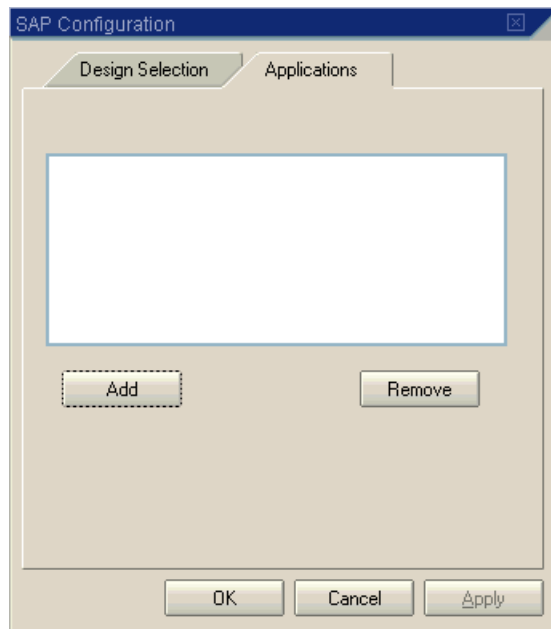 SAP Configuration
Design Selection Applications
Add Remove
OK Cancel Apply